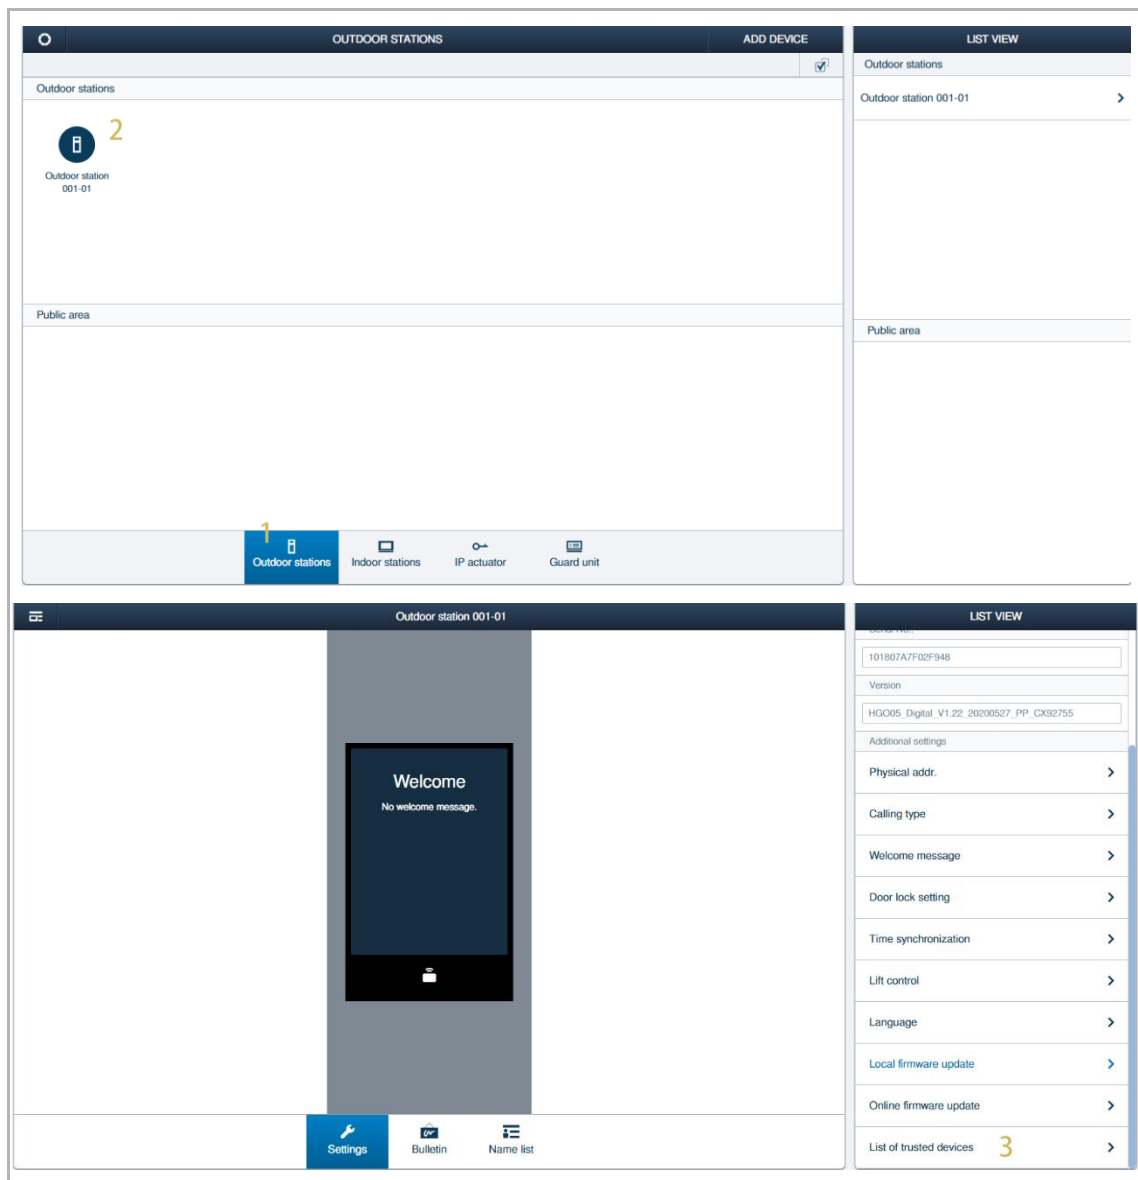 OUTDOOR STATIONS
ADD DEVICE
LIST VIEW
Outdoor stations
Outdoor stations
Outdoor station 001-01
2
Outdoor station
001-01
Public area
Public area
1
Outdoor stations
Indoor stations
IP actuator
Guard unit
Outdoor station 001-01
LIST VIEW
Serial No.:
101807A7F02F948
Version
HGO05_Digital_V1.22_20200527_PP_CX92755
Additional settings
Physical addr.
Calling type
Welcome message
Door lock setting
Time synchronization
Lift control
Language
Local firmware update
Online firmware update
List of trusted devices
3
Welcome
No welcome message.
Settings
Bulletin
Name list